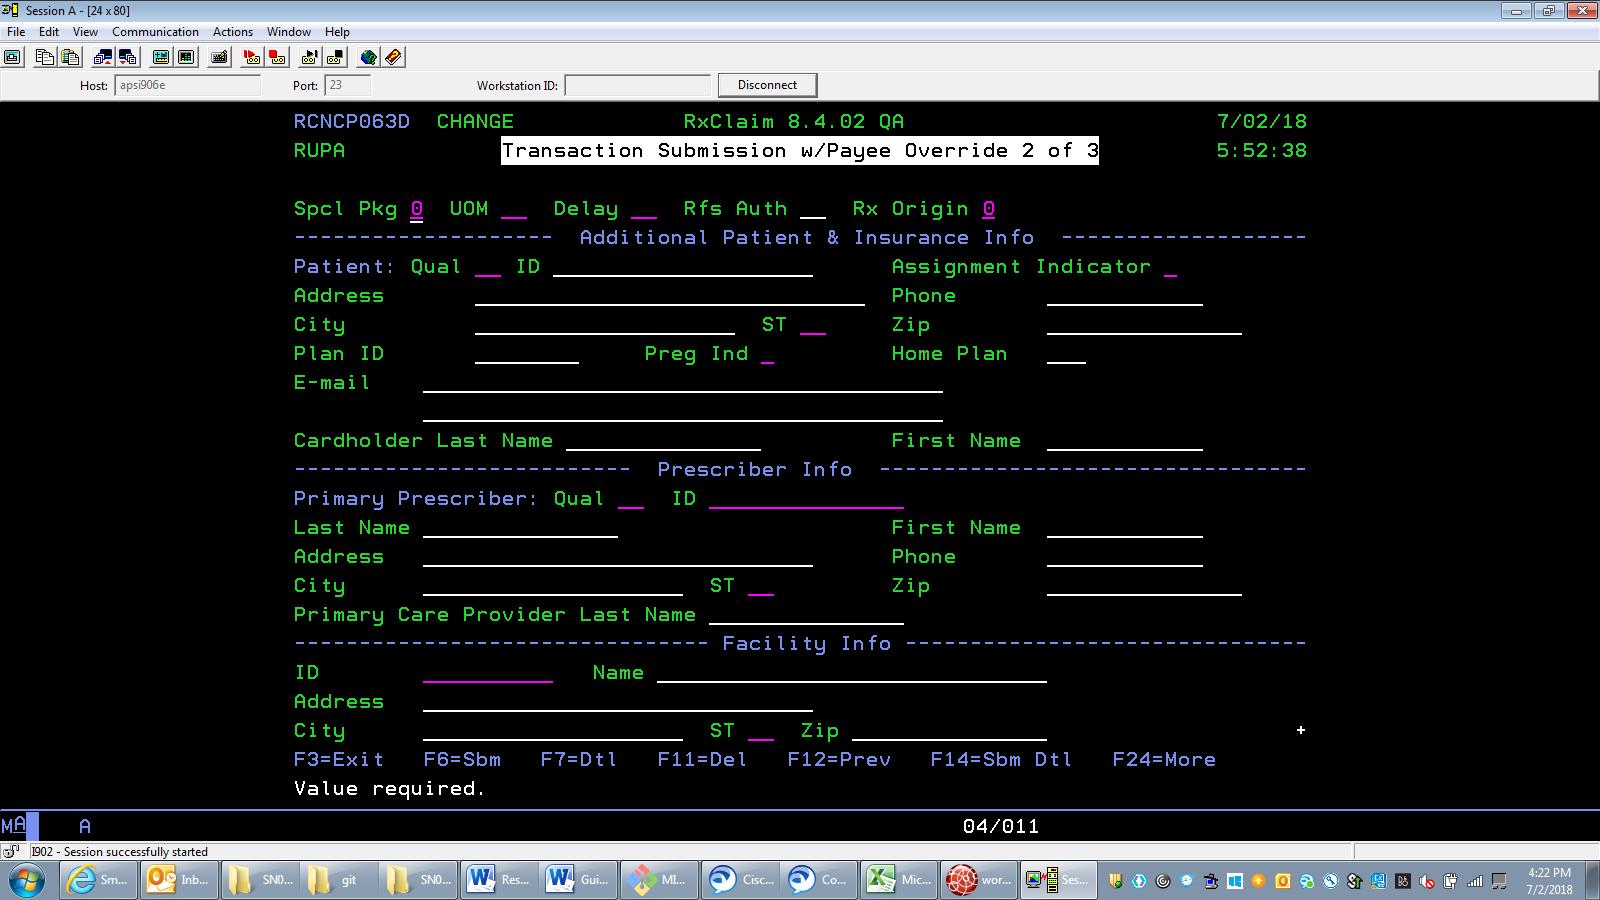 Session A - [24 x 80]
File Edit View Communication Actions Window Help
Host: apsi906e Port: 23 Workstation ID: Disconnect
RCNCP063D CHANGE RxClaim 8.4.02 QA 7/02/18
RUPA Transaction Submission w/Payee Override 2 of 3 5:52:38
Spcl Pkg 0 UOM __ Delay __ Rfs Auth __ Rx Origin 0
-------------------- Additional Patient & Insurance Info -------------------
Patient: Qual __ ID ____________________ Assignment Indicator _
Address ______________________________ Phone ____________
City ____________________ ST __ Zip _______________
Plan ID ________ Preg Ind _ Home Plan ___
E-mail ________________________________________
________________________________________
Cardholder Last Name _______________ First Name ____________
-------------------------- Prescriber Info ---------------------------------
Primary Prescriber: Qual __ ID _______________
Last Name _______________ First Name ____________
Address ______________________________ Phone ____________
City ____________________ ST __ Zip _______________
Primary Care Provider Last Name _______________
-------------------------------- Facility Info -------------------------------
ID __________ Name ______________________________
Address ______________________________
City ____________________ ST __ Zip _______________ +
F3=Exit F6=Sbm F7=Dtl F11=Del F12=Prev F14=Sbm Dtl F24=More
Value required.
MA A 04/011
I902 - Session successfully started
Sm... Inb... SN0... git SN0... Res... Gui... MI... Cisc... Co... Mic... wor... Ses... 4:22 PM
7/2/2018